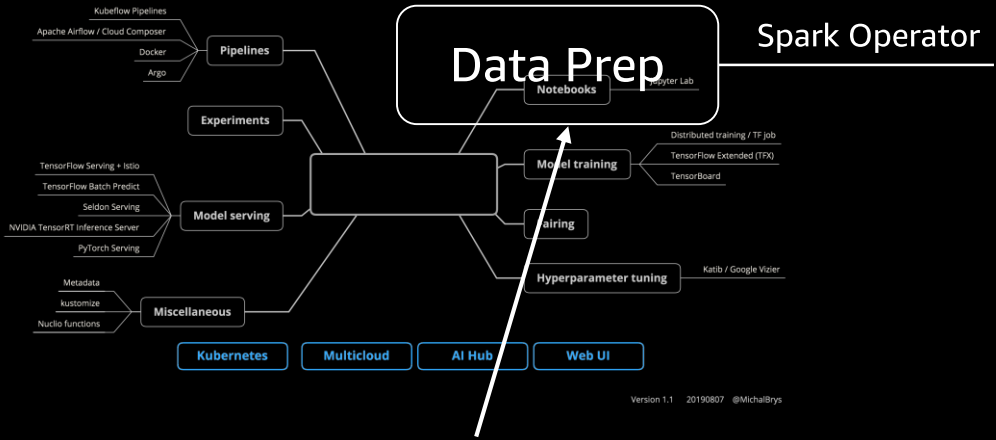 Kubeflow Pipelines
Apache Airflow / Cloud Composer
Docker
Argo
Pipelines
Experiments
TensorFlow Serving + Istio
TensorFlow Batch Predict
Seldon Serving
NVIDIA TensorRT Inference Server
PyTorch Serving
Model serving
Metadata
kustomize
Nuclio functions
Miscellaneous
Data Prep
Spark Operator
Notebooks
Jupyter Lab
Model training
Distributed training / TF job
TensorFlow Extended (TFX)
TensorBoard
Fairing
Hyperparameter tuning
Katib / Google Vizier
Kubernetes
Multicloud
AI Hub
Web UI
Version 1.1 20190807 @MichalBrys